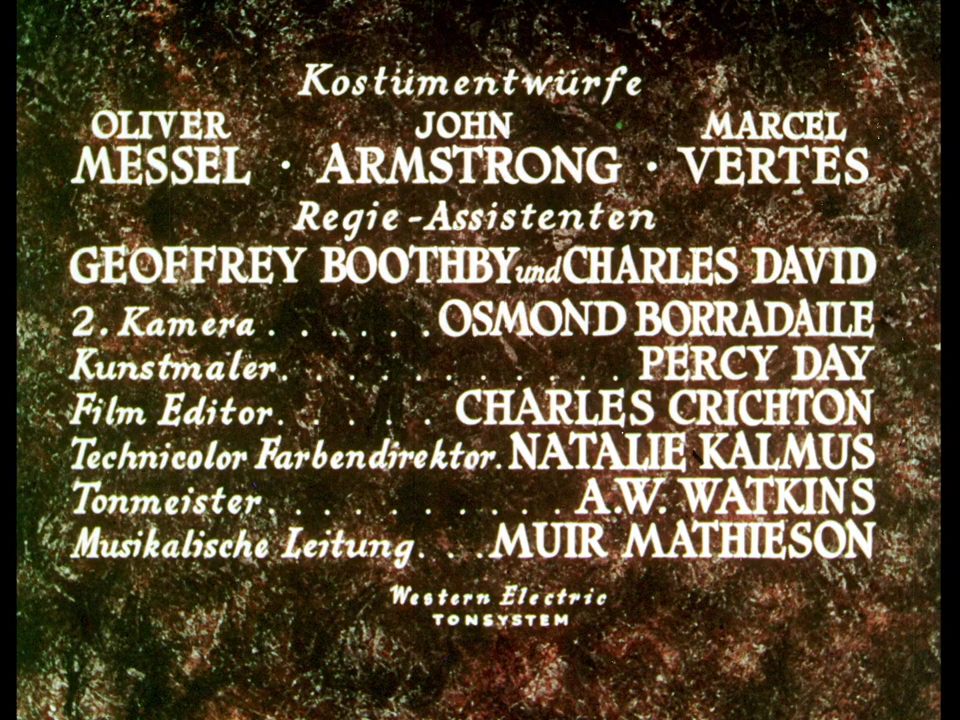 Kostümentwürfe
OLIVER JOHN MARCEL
MESSEL · ARMSTRONG · VERTES
Regie-Assistenten
GEOFFREY BOOTHBY und CHARLES DAVID
2. Kamera . . . . . . OSMOND BORRADAILE
Kunstmaler. . . . . . . . . . . PERCY DAY
Film Editor. . . . . CHARLES CRICHTON
Technicolor Farbendirektor. NATALIE KALMUS
Tonmeister . . . . . . . . . . A.W. WATKINS
Musikalische Leitung. . . MUIR MATHIESON
Western Electric
TONSYSTEM